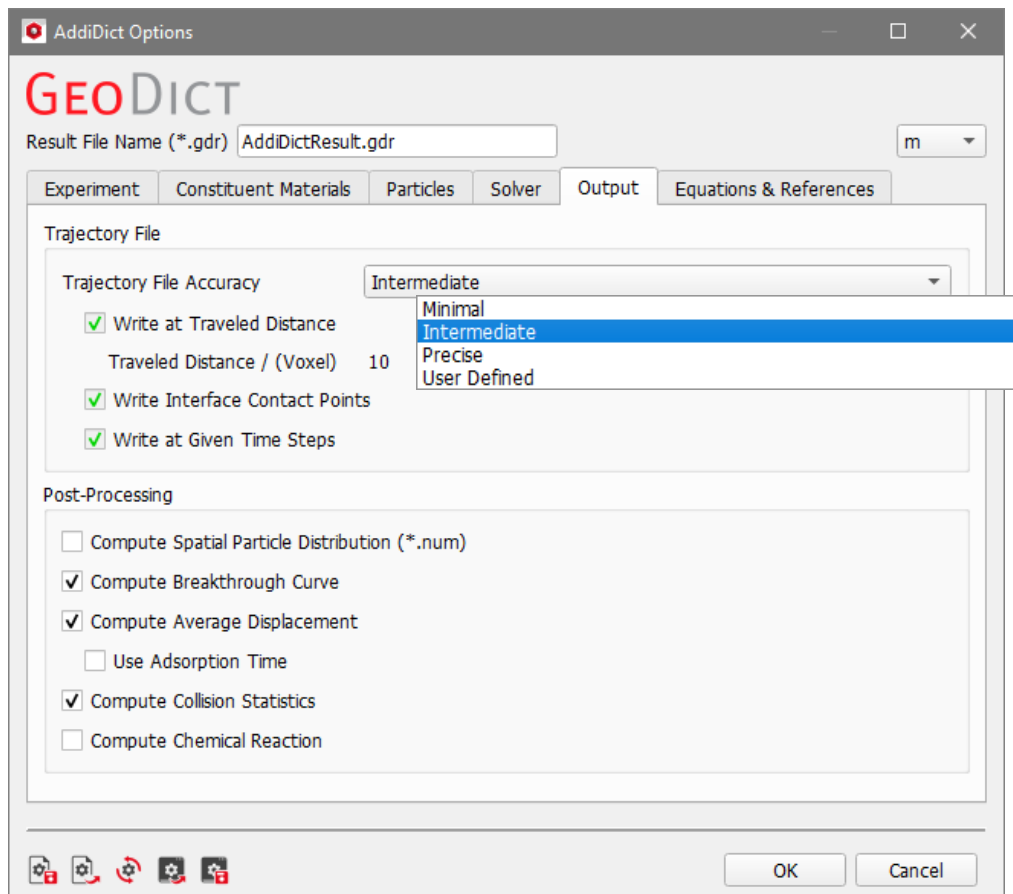 AddiDict Options
GEODICT
Result File Name (*.gdr) AddiDictResult.gdr m
Experiment Constituent Materials Particles Solver Output Equations & References
Trajectory File
Trajectory File Accuracy Intermediate
Minimal
Write at Traveled Distance
Intermediate
Precise
Traveled Distance / (Voxel) 10
User Defined
Write Interface Contact Points
Write at Given Time Steps
Post-Processing
Compute Spatial Particle Distribution (*.num)
Compute Breakthrough Curve
Compute Average Displacement
Use Adsorption Time
Compute Collision Statistics
Compute Chemical Reaction
OK Cancel